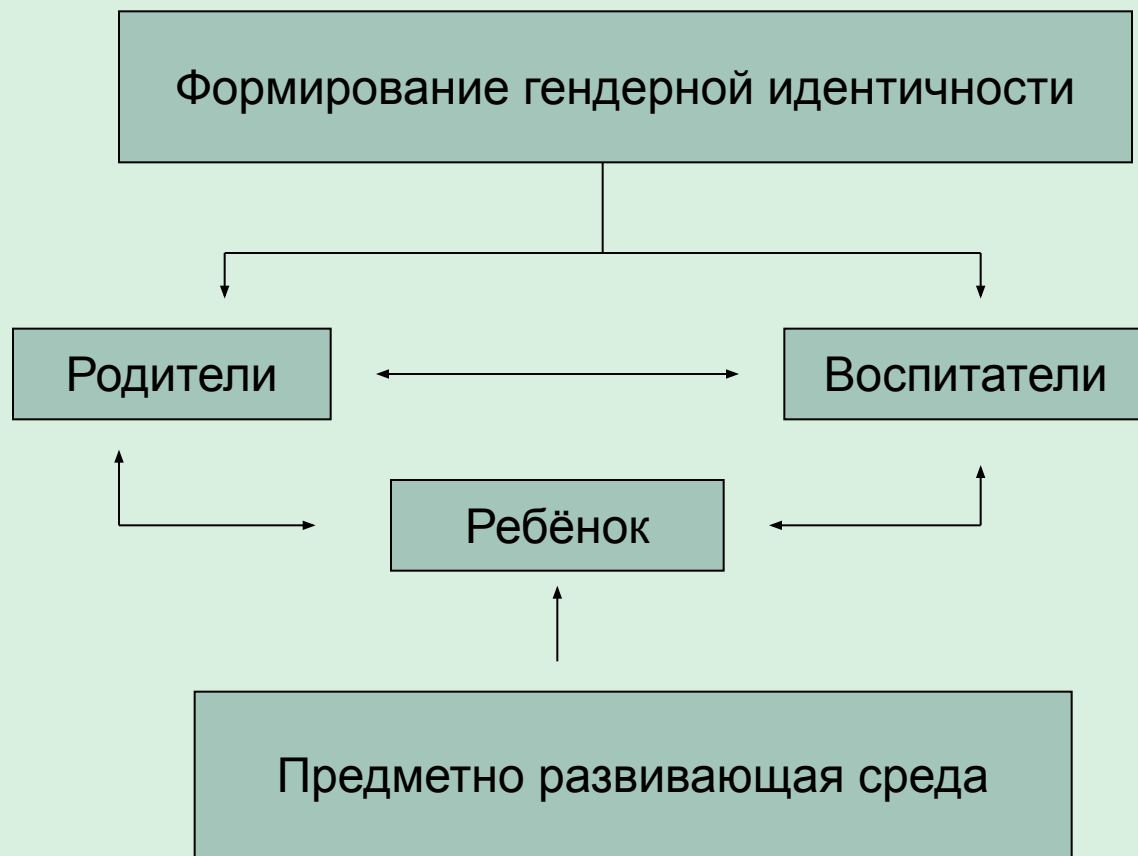 Формирование гендерной идентичности
Родители
Воспитатели
Ребёнок
Предметно развивающая среда